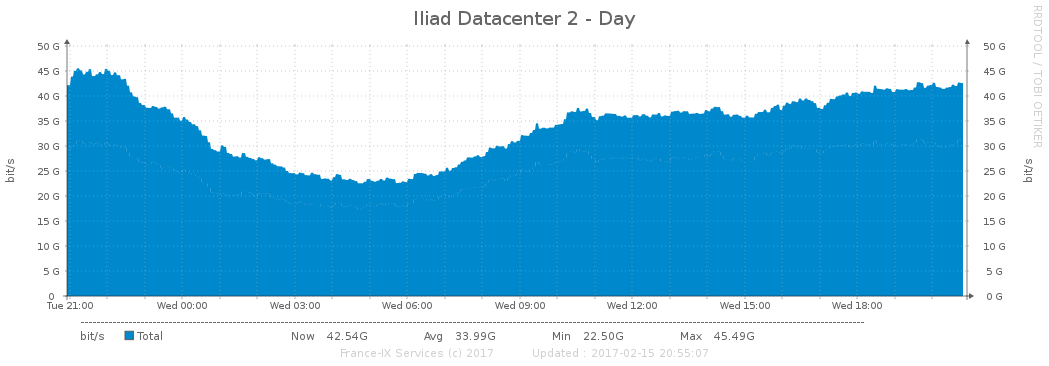 Iliad Datacenter 2 - Day
RRDTOOL / TOBI OETIKER
bit/s
50 G 50 G
45 G 45 G
40 G 40 G
35 G 35 G
30 G 30 G
25 G 25 G
20 G 20 G
15 G 15 G
10 G 10 G
5 G 5 G
0 0 G
bit/s
Tue 21:00 Wed 00:00 Wed 03:00 Wed 06:00 Wed 09:00 Wed 12:00 Wed 15:00 Wed 18:00
bit/s Total Now 42.54G Avg 33.99G Min 22.50G Max 45.49G
France-IX Services (c) 2017 Updated : 2017-02-15 20:55:07